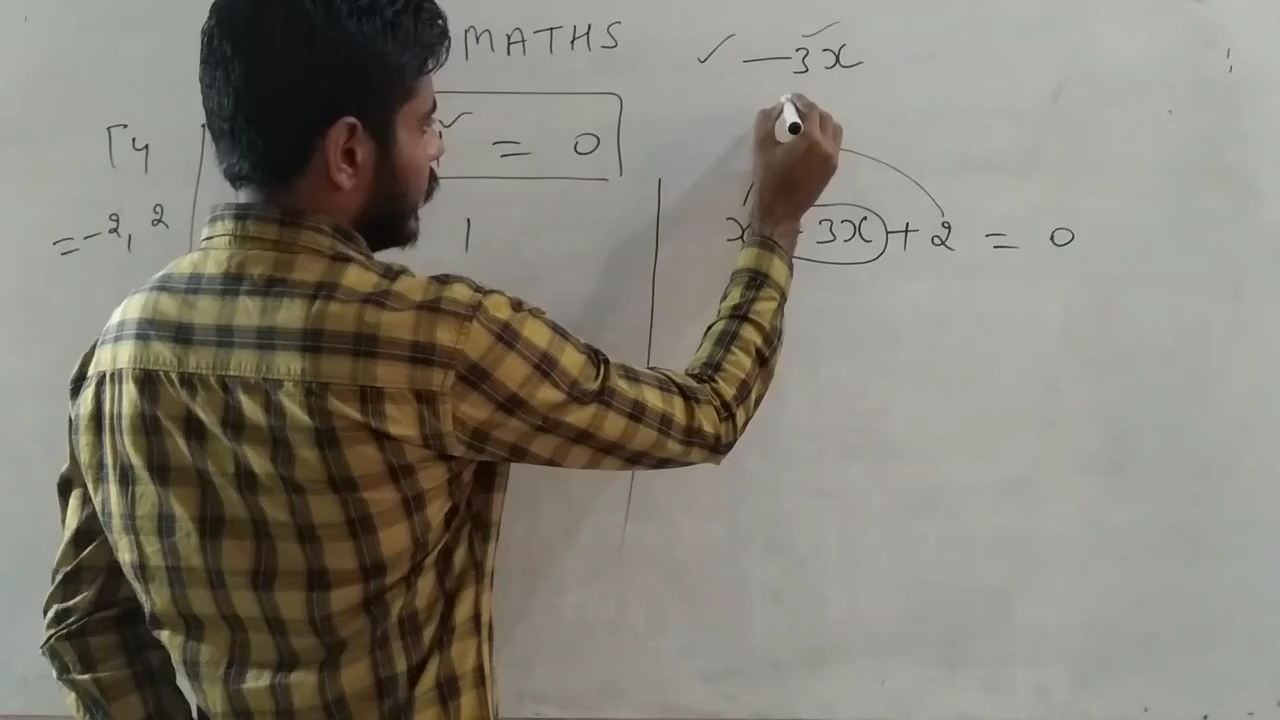 MATHS
✓ -3x ✓
√4
✓ = 0
= -2, 2
1
x - 3x + 2 = 0